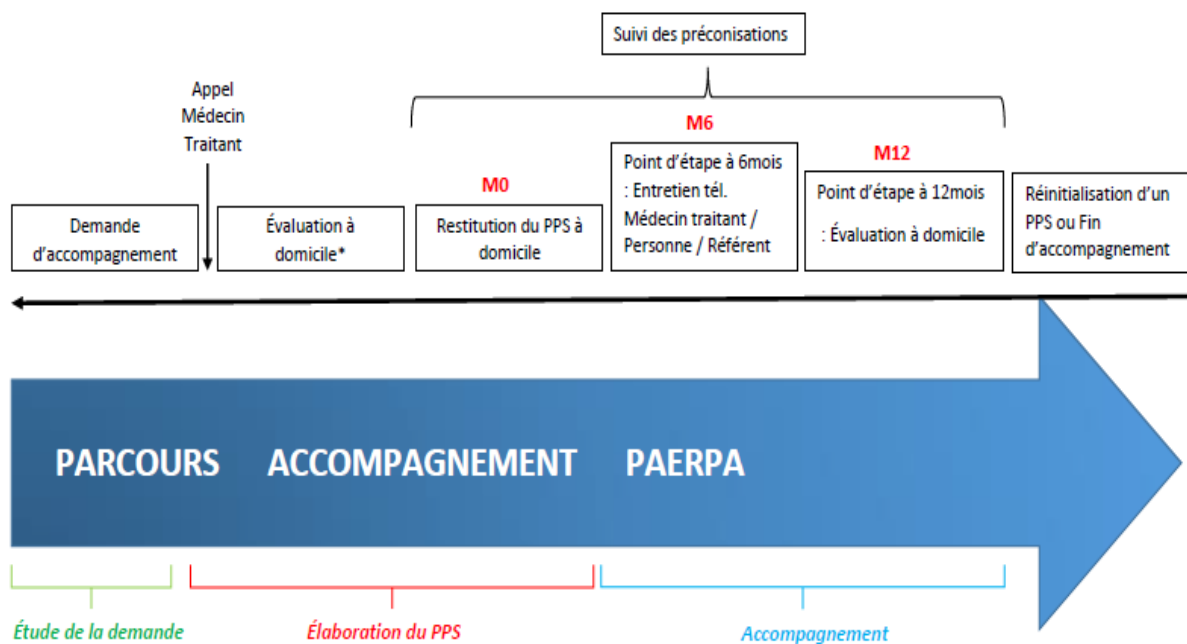 Suivi des préconisations
Appel
Médecin
Traitant
Demande
d'accompagnement
Évaluation à
domicile*
M0
Restitution du PPS à
domicile
M6
Point d'étape à 6mois
: Entretien tél.
Médecin traitant /
Personne / Référent
M12
Point d'étape à 12mois
: Évaluation à domicile
Réinitialisation d'un
PPS ou Fin
d'accompagnement
PARCOURS ACCOMPAGNEMENT PAERPA
Étude de la demande
Élaboration du PPS
Accompagnement